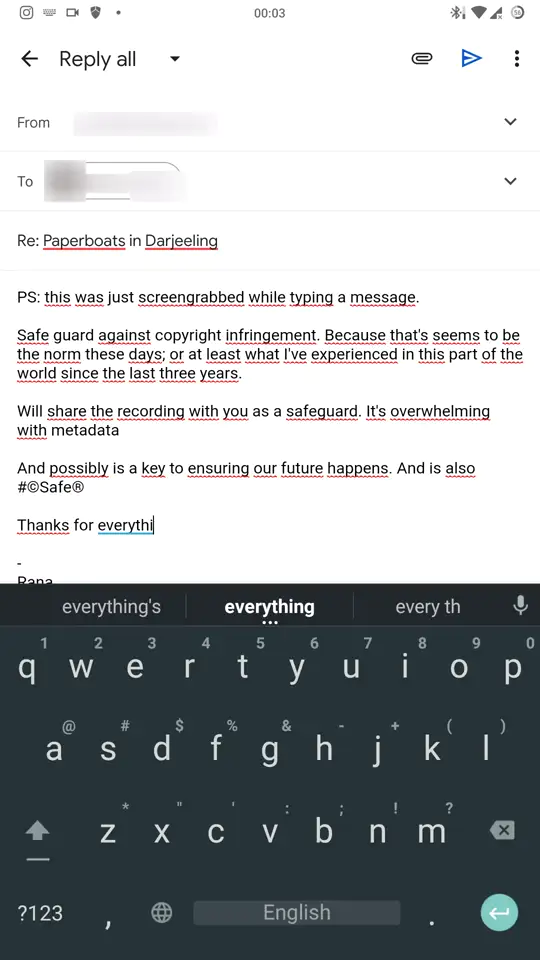 00:03
56
Reply all
From
To
Re: Paperboats in Darjeeling
PS: this was just screengrabbed while typing a message.
Safe guard against copyright infringement. Because that's seems to be
the norm these days; or at least what I've experienced in this part of the
world since the last three years.
Will share the recording with you as a safeguard. It's overwhelming
with metadata
And possibly is a key to ensuring our future happens. And is also
#©Safe®
Thanks for everythi
-
Rana
everything's everything every th
1 2 3 4 5 6 7 8 9 0
q w e r t y u i o p
@ # $ % & - + ( )
a s d f g h j k l
* " ' : ; ! ?
z x c v b n m
?123 , English .